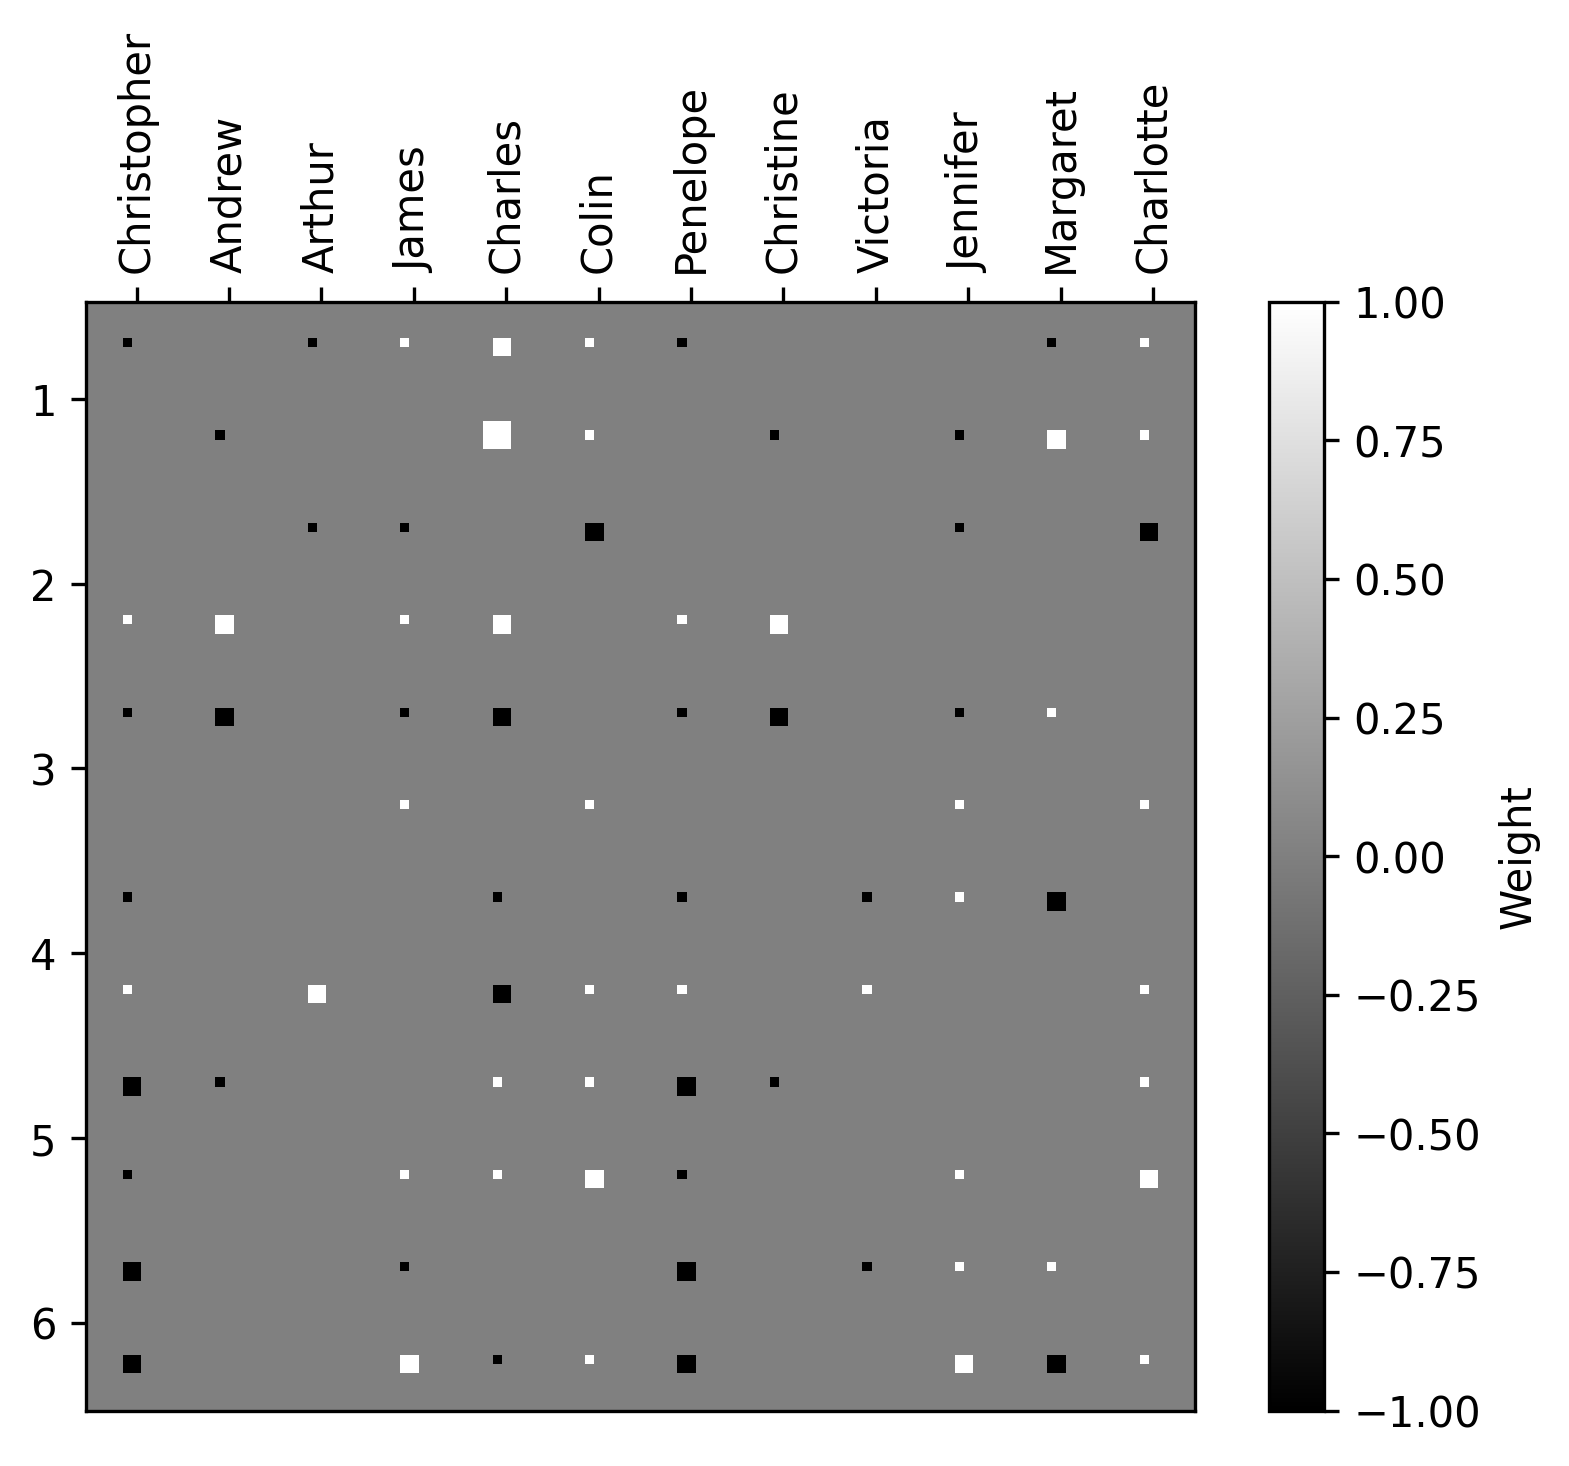 Christopher
Andrew
Arthur
James
Charles
Colin
Penelope
Christine
Victoria
Jennifer
Margaret
Charlotte
1
2
3
4
5
6
1.00
0.75
0.50
0.25
0.00
−0.25
−0.50
−0.75
−1.00
Weight